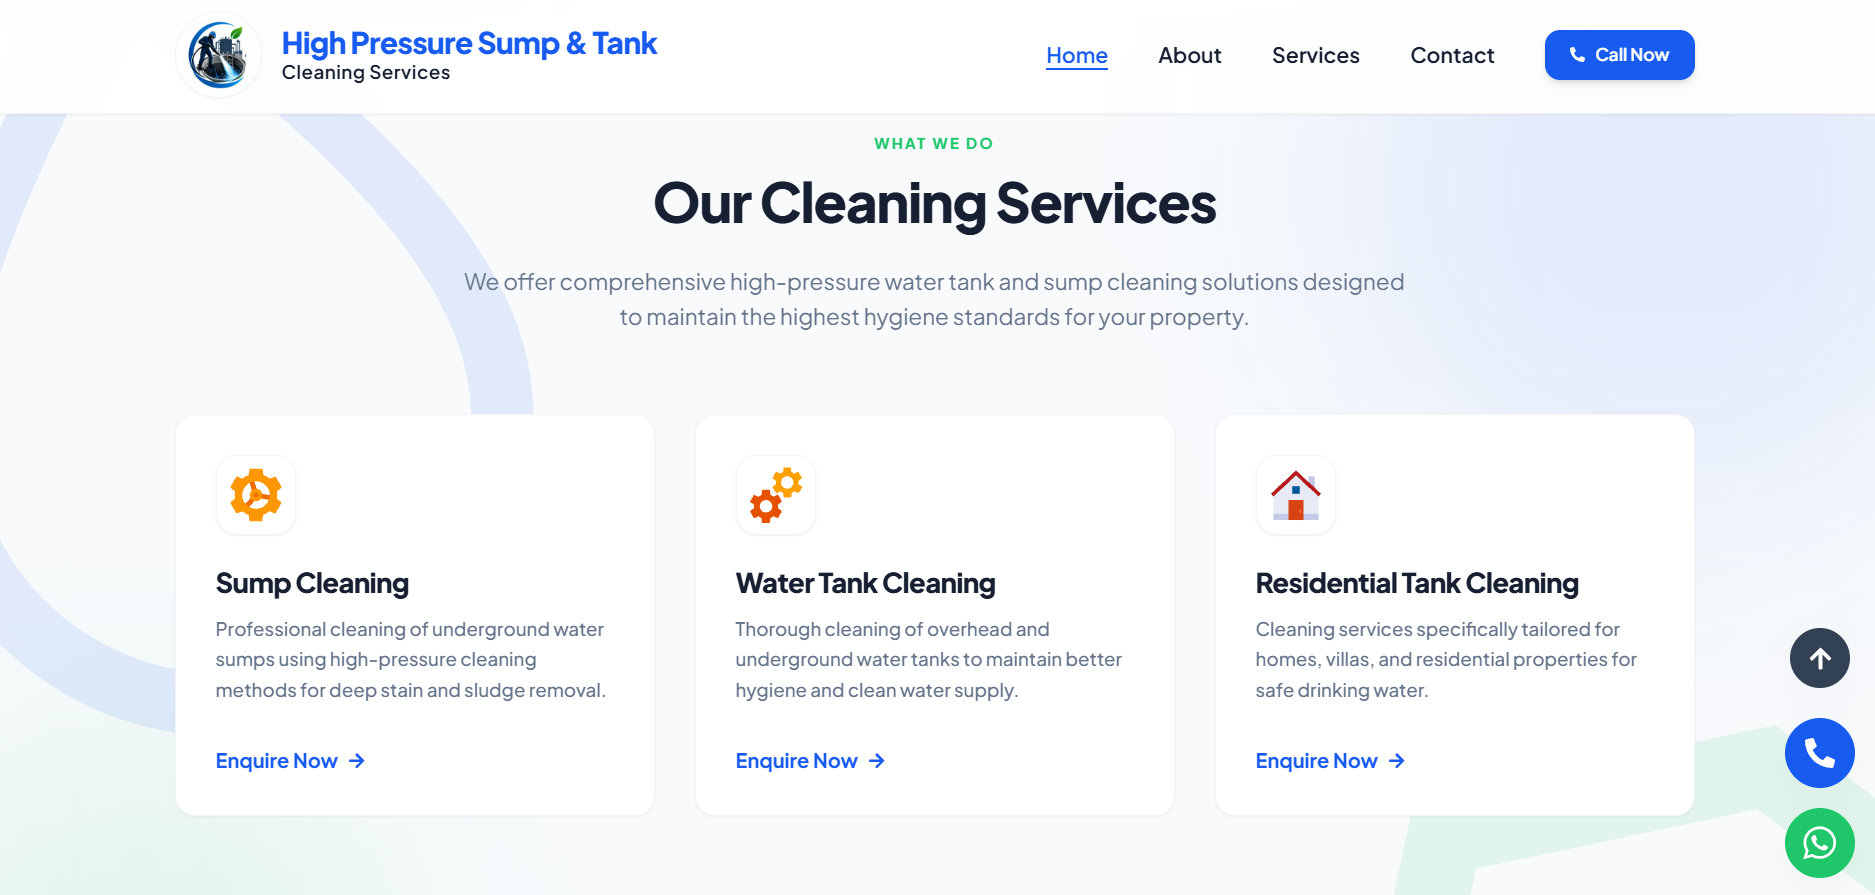 High Pressure Sump & Tank
Cleaning Services
Home
About
Services
Contact
Call Now
WHAT WE DO
Our Cleaning Services
We offer comprehensive high-pressure water tank and sump cleaning solutions designed
to maintain the highest hygiene standards for your property.
Sump Cleaning
Professional cleaning of underground water
sumps using high-pressure cleaning
methods for deep stain and sludge removal.
Enquire Now
Water Tank Cleaning
Thorough cleaning of overhead and
underground water tanks to maintain better
hygiene and clean water supply.
Enquire Now
Residential Tank Cleaning
Cleaning services specifically tailored for
homes, villas, and residential properties for
safe drinking water.
Enquire Now